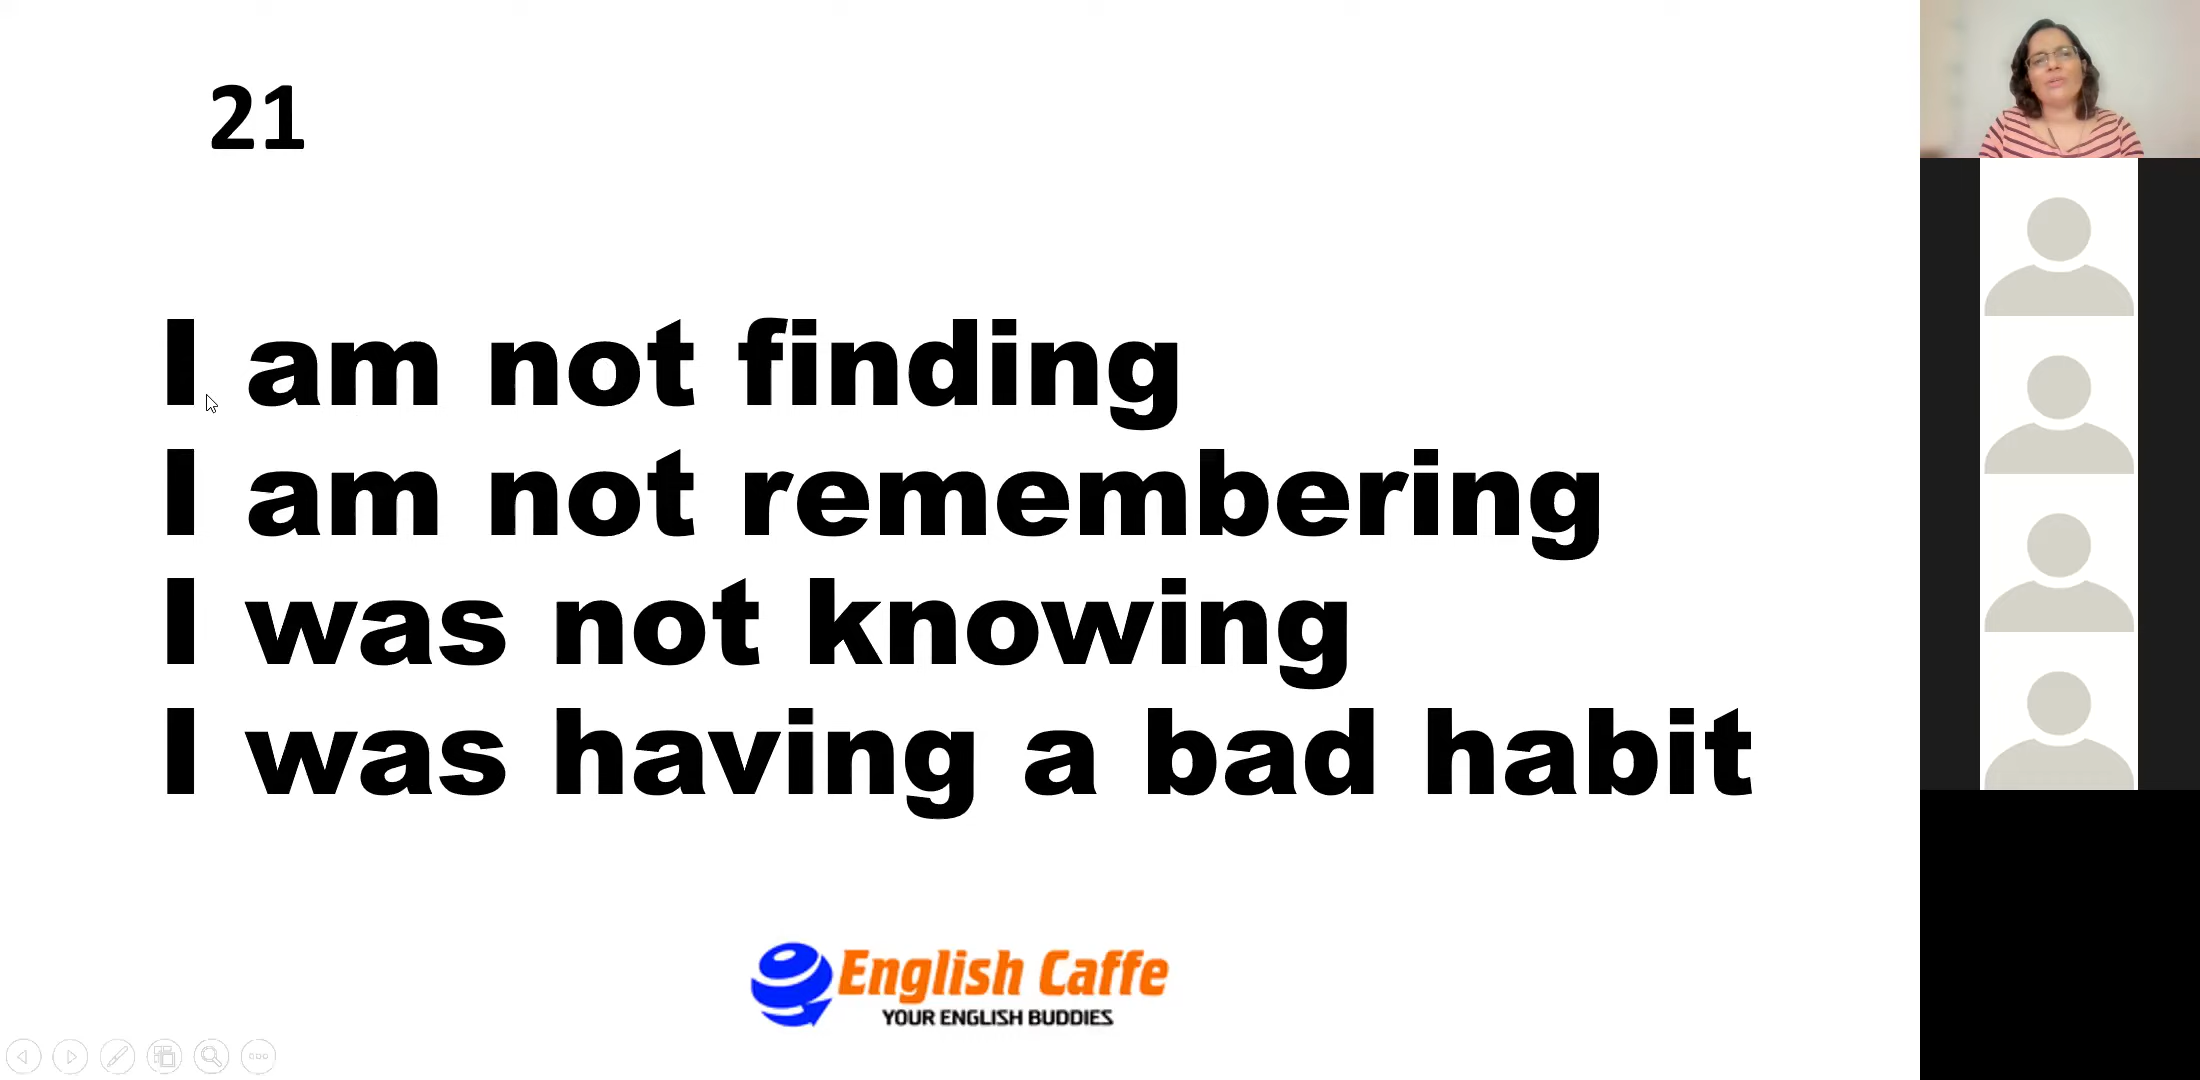 21
I am not finding
I am not remembering
I was not knowing
I was having a bad habit
English Caffe
YOUR ENGLISH BUDDIES